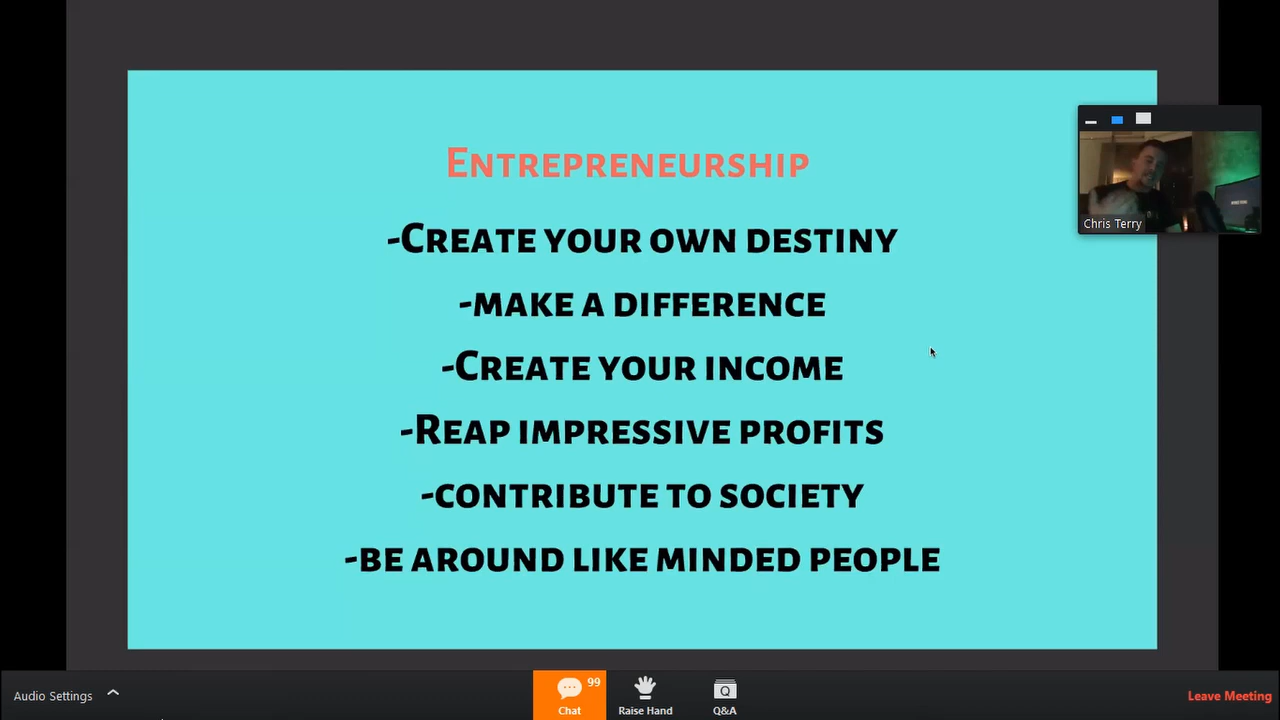 Entrepreneurship
-Create your own destiny
-make a difference
-Create your income
-Reap impressive profits
-contribute to society
-be around like minded people
Chris Terry
Audio Settings
99
Chat
Raise Hand
Q
Q&A
Leave Meeting